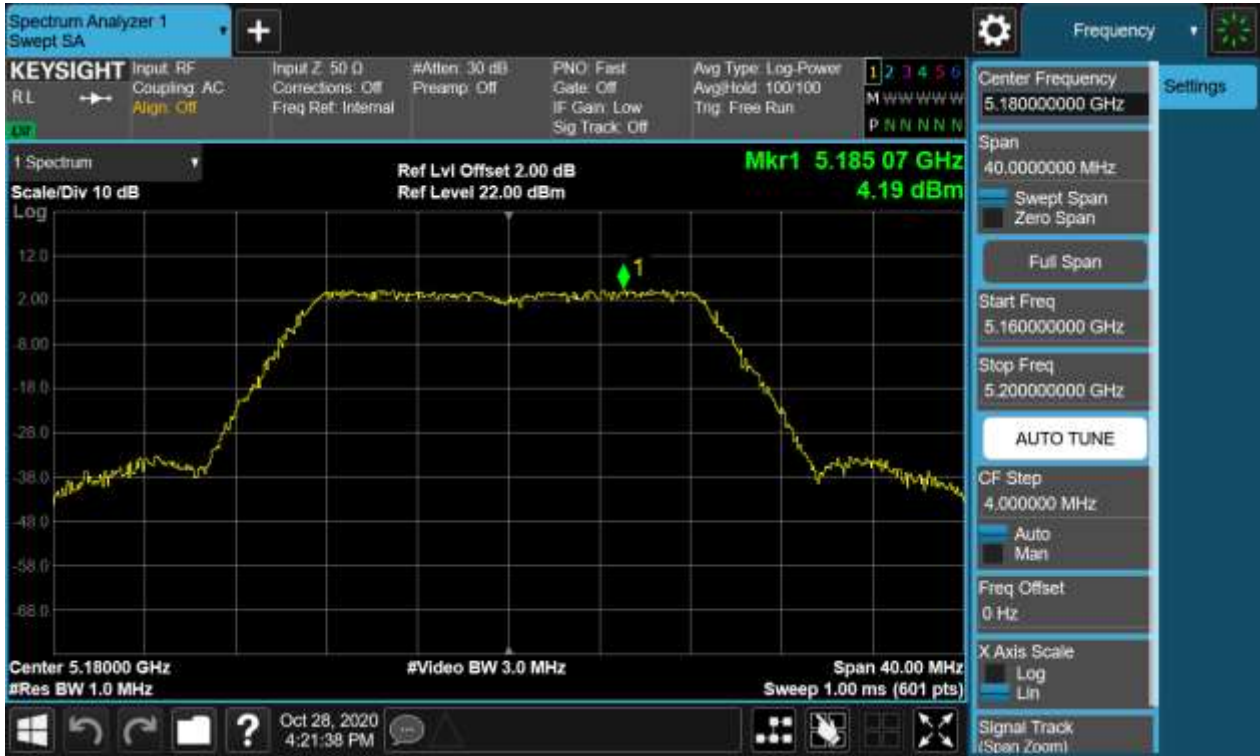 Spectrum Analyzer 1
Swept SA
Frequency
KEYSIGHT
RL
Input: RF
Coupling: AC
Align: Off
Input Z: 50 Ω
Corrections: Off
Freq Ref: Internal
#Atten: 30 dB
Preamp: Off
PNO: Fast
Gate: Off
IF Gain: Low
Sig Track: Off
Avg Type: Log-Power
Avg|Hold: 100/100
Trig: Free Run
1 2 3 4 5 6
M W W W W W
P N N N N N
1 Spectrum
Scale/Div 10 dB
Ref Lvl Offset 2.00 dB
Ref Level 22.00 dBm
Mkr1 5.185 07 GHz
4.19 dBm
Log
12.0
2.00
-8.00
-18.0
-28.0
-38.0
-48.0
-58.0
-68.0
1
Center 5.18000 GHz
#Video BW 3.0 MHz
Span 40.00 MHz
#Res BW 1.0 MHz
Sweep 1.00 ms (601 pts)
Oct 28, 2020
4:21:38 PM
Center Frequency
5.180000000 GHz
Settings
Span
40.0000000 MHz
Swept Span
Zero Span
Full Span
Start Freq
5.160000000 GHz
Stop Freq
5.200000000 GHz
AUTO TUNE
CF Step
4.000000 MHz
Auto
Man
Freq Offset
0 Hz
X Axis Scale
Log
Lin
Signal Track
(Span Zoom)